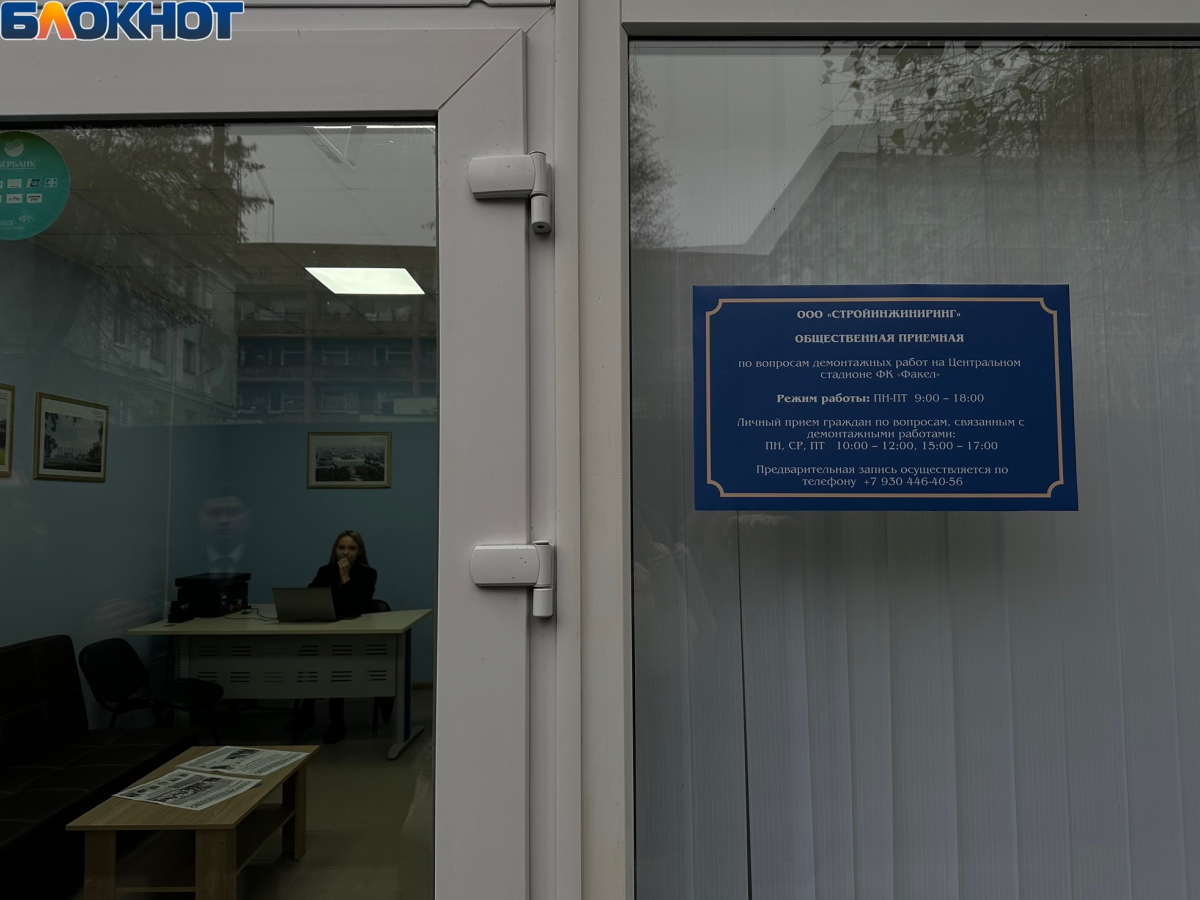 БЛОКНОТ
СБЕРБАНК
ООО «СТРОЙИНЖИНИРИНГ»
ОБЩЕСТВЕННАЯ ПРИЕМНАЯ
по вопросам демонтажных работ на Центральном
стадионе ФК «Факел»
Режим работы: ПН-ПТ 9:00 – 18:00
Личный прием граждан по вопросам, связанным с
демонтажными работами:
ПН, СР, ПТ 10:00 – 12:00, 15:00 – 17:00
Предварительная запись осуществляется по
телефону +7 930 446-40-56